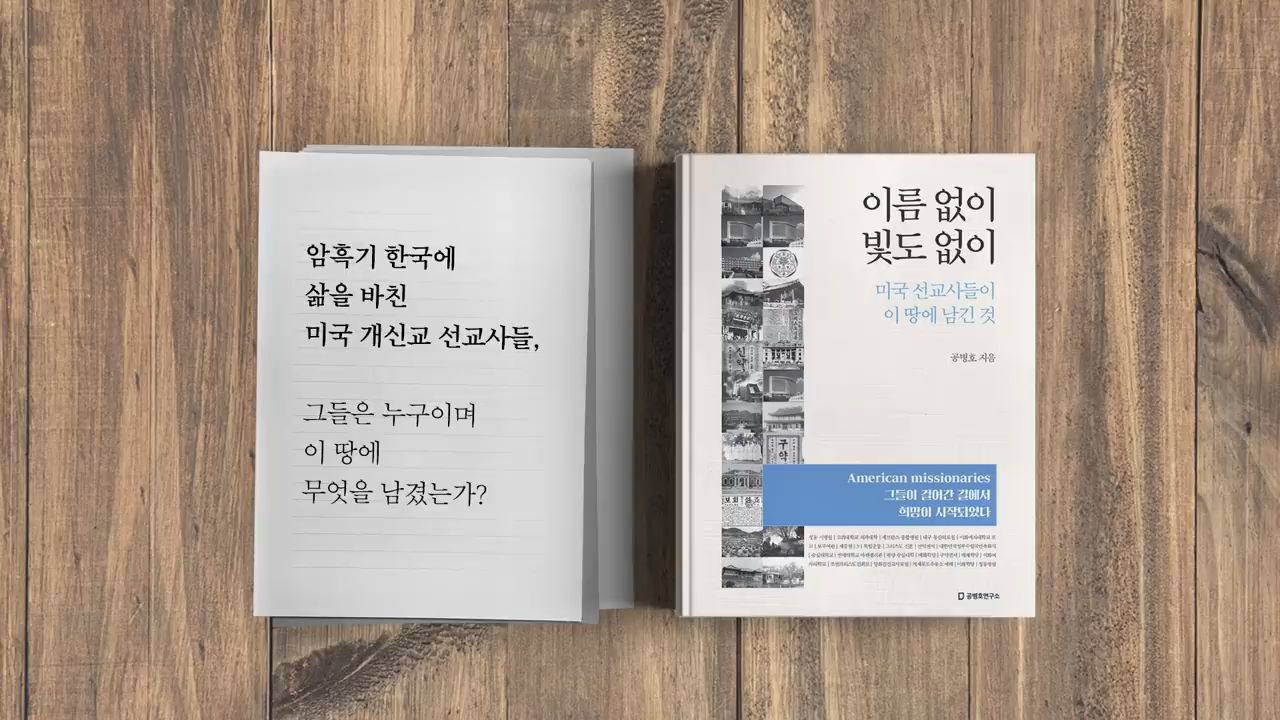 암흑기 한국에
삶을 바친
미국 개신교 선교사들,
그들은 누구이며
이 땅에
무엇을 남겼는가?
이름 없이
빛도 없이
미국 선교사들이
이 땅에 남긴 것
공병호 지음
신약
구약
American missionaries
그들이 걸어간 길에서
희망이 시작되었다
공병호연구소